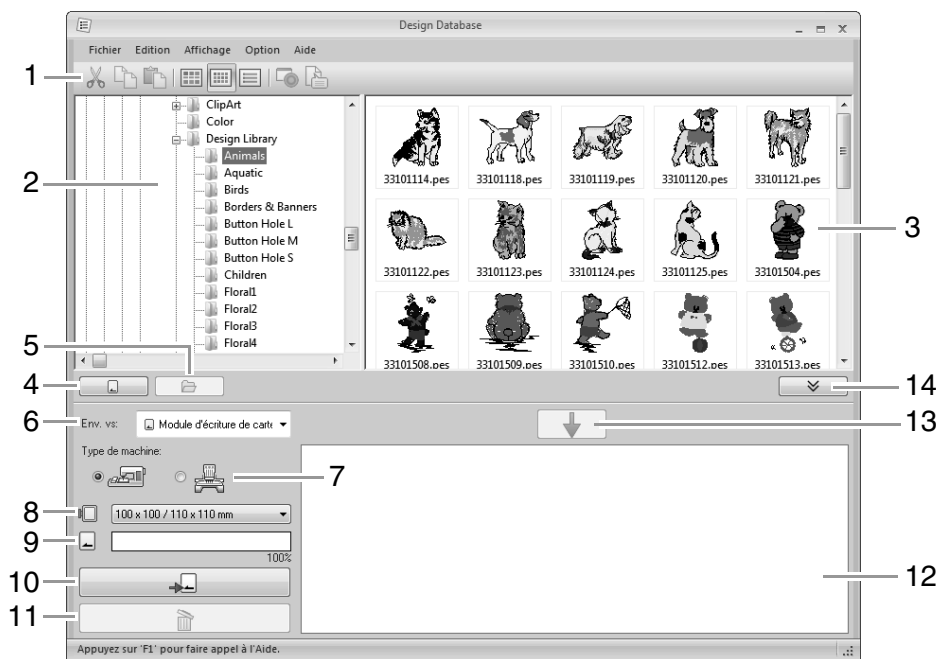 Design Database
Fichier Edition Affichage Option Aide
1
ClipArt
Color
Design Library
Animals
Aquatic
Birds
Borders & Banners
Button Hole L
Button Hole M
Button Hole S
Children
Floral1
Floral2
Floral3
Floral4
2
33101114.pes 33101118.pes 33101119.pes 33101120.pes 33101121.pes
33101122.pes 33101123.pes 33101124.pes 33101125.pes 33101504.pes
33101508.pes 33101509.pes 33101510.pes 33101512.pes 33101513.pes
3
5
4
14
6
Env. vs: Module d'écriture de carte
13
Type de machine:
7
8
100 x 100 / 110 x 110 mm
9
100%
10
12
11
Appuyez sur 'F1' pour faire appel à l'Aide.